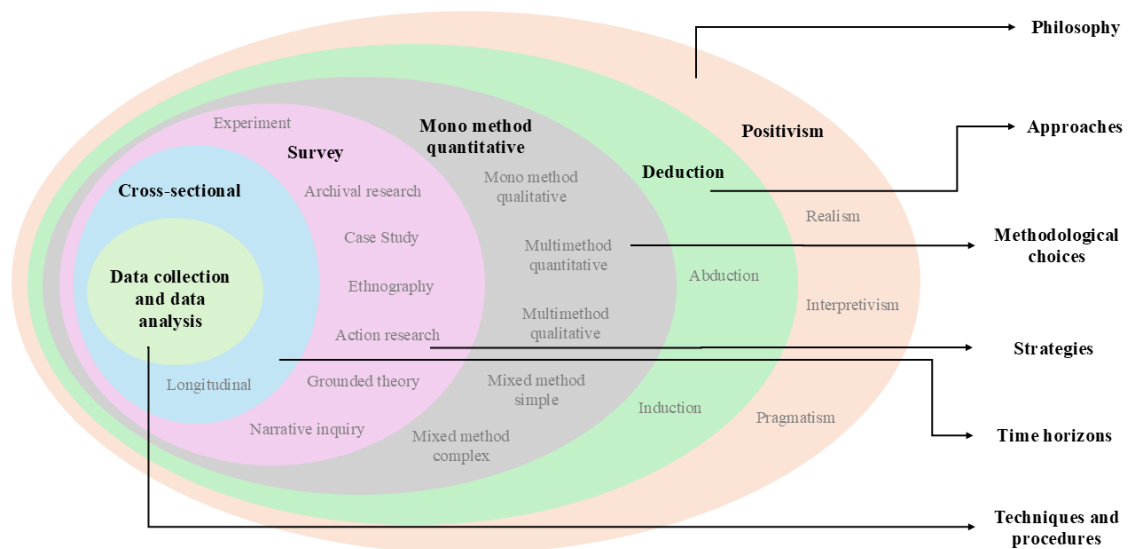 Philosophy
Experiment
Mono method
quantitative
Positivism
Approaches
Survey
Deduction
Cross-sectional
Mono method
qualitative
Archival research
Realism
Case Study
Multimethod
quantitative
Methodological
choices
Data collection
and data
analysis
Abduction
Ethnography
Interpretivism
Multimethod
qualitative
Action research
Strategies
Longitudinal
Grounded theory
Mixed method
simple
Induction
Pragmatism
Narrative inquiry
Mixed method
complex
Time horizons
Techniques and
procedures